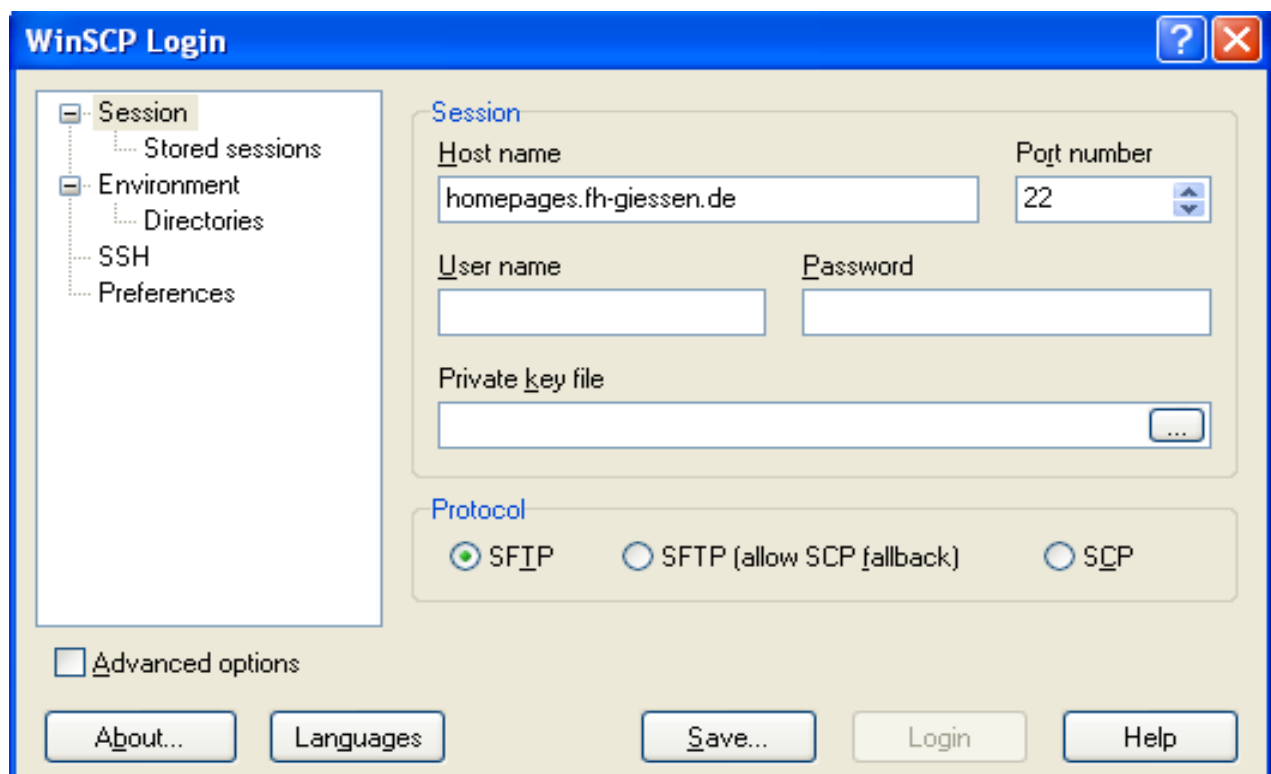 WinSCP Login
Session
Stored sessions
Environment
Directories
SSH
Preferences
Session
Host name Port number
homepages.fh-giessen.de 22
User name Password
Private key file
...
Protocol
SFTP SFTP (allow SCP fallback) SCP
Advanced options
About... Languages Save... Login Help